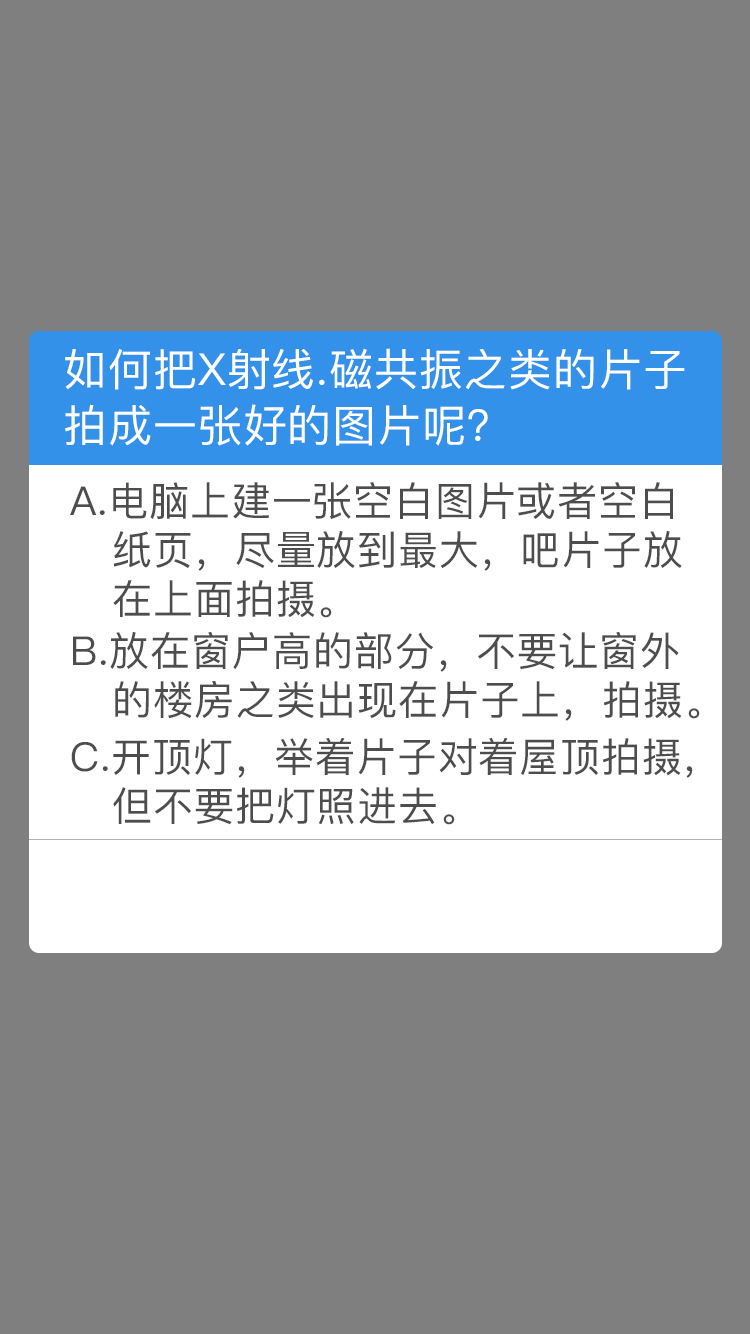 如何把X射线.磁共振之类的片子
拍成一张好的图片呢?
A.电脑上建一张空白图片或者空白
纸页，尽量放到最大，吧片子放
在上面拍摄。
B.放在窗户高的部分，不要让窗外
的楼房之类出现在片子上，拍摄。
C.开顶灯，举着片子对着屋顶拍摄，
但不要把灯照进去。